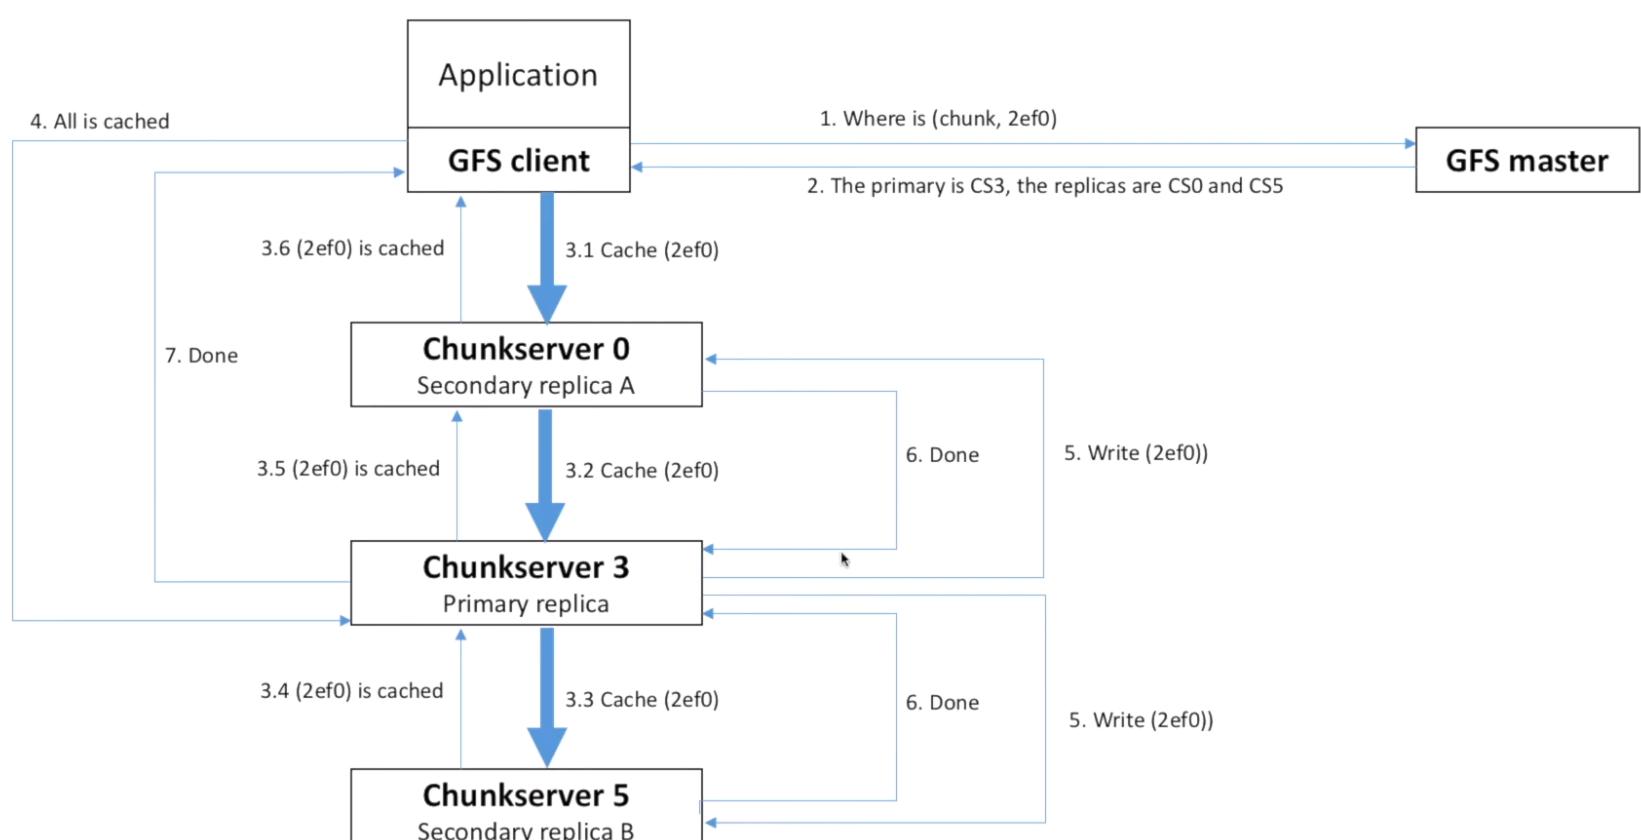 Application
4. All is cached
1. Where is (chunk, 2ef0)
GFS client
GFS master
2. The primary is CS3, the replicas are CS0 and CS5
3.6 (2ef0) is cached
3.1 Cache (2ef0)
Chunkserver 0
7. Done
Secondary replica A
6. Done
5. Write (2ef0))
3.5 (2ef0) is cached
3.2 Cache (2ef0)
Chunkserver 3
Primary replica
3.4 (2ef0) is cached
3.3 Cache (2ef0)
6. Done
5. Write (2ef0))
Chunkserver 5
Secondary replica B